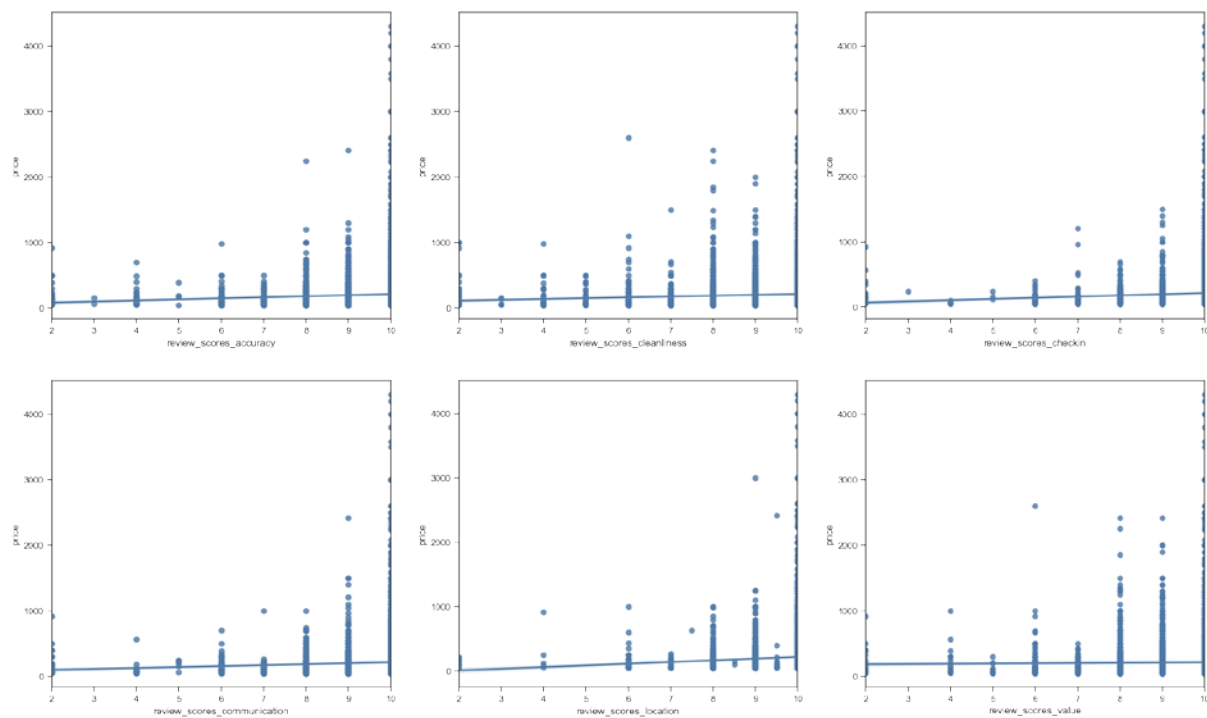 4000
3000
2000
1000
0
price
2 3 4 5 6 7 8 9 10
review_scores_accuracy
4000
3000
2000
1000
0
price
2 3 4 5 6 7 8 9 10
review_scores_cleanliness
4000
3000
2000
1000
0
price
2 3 4 5 6 7 8 9 10
review_scores_checkin
4000
3000
2000
1000
0
price
2 3 4 5 6 7 8 9 10
review_scores_communication
4000
3000
2000
1000
0
price
2 3 4 5 6 7 8 9 10
review_scores_location
4000
3000
2000
1000
0
price
2 3 4 5 6 7 8 9 10
review_scores_value